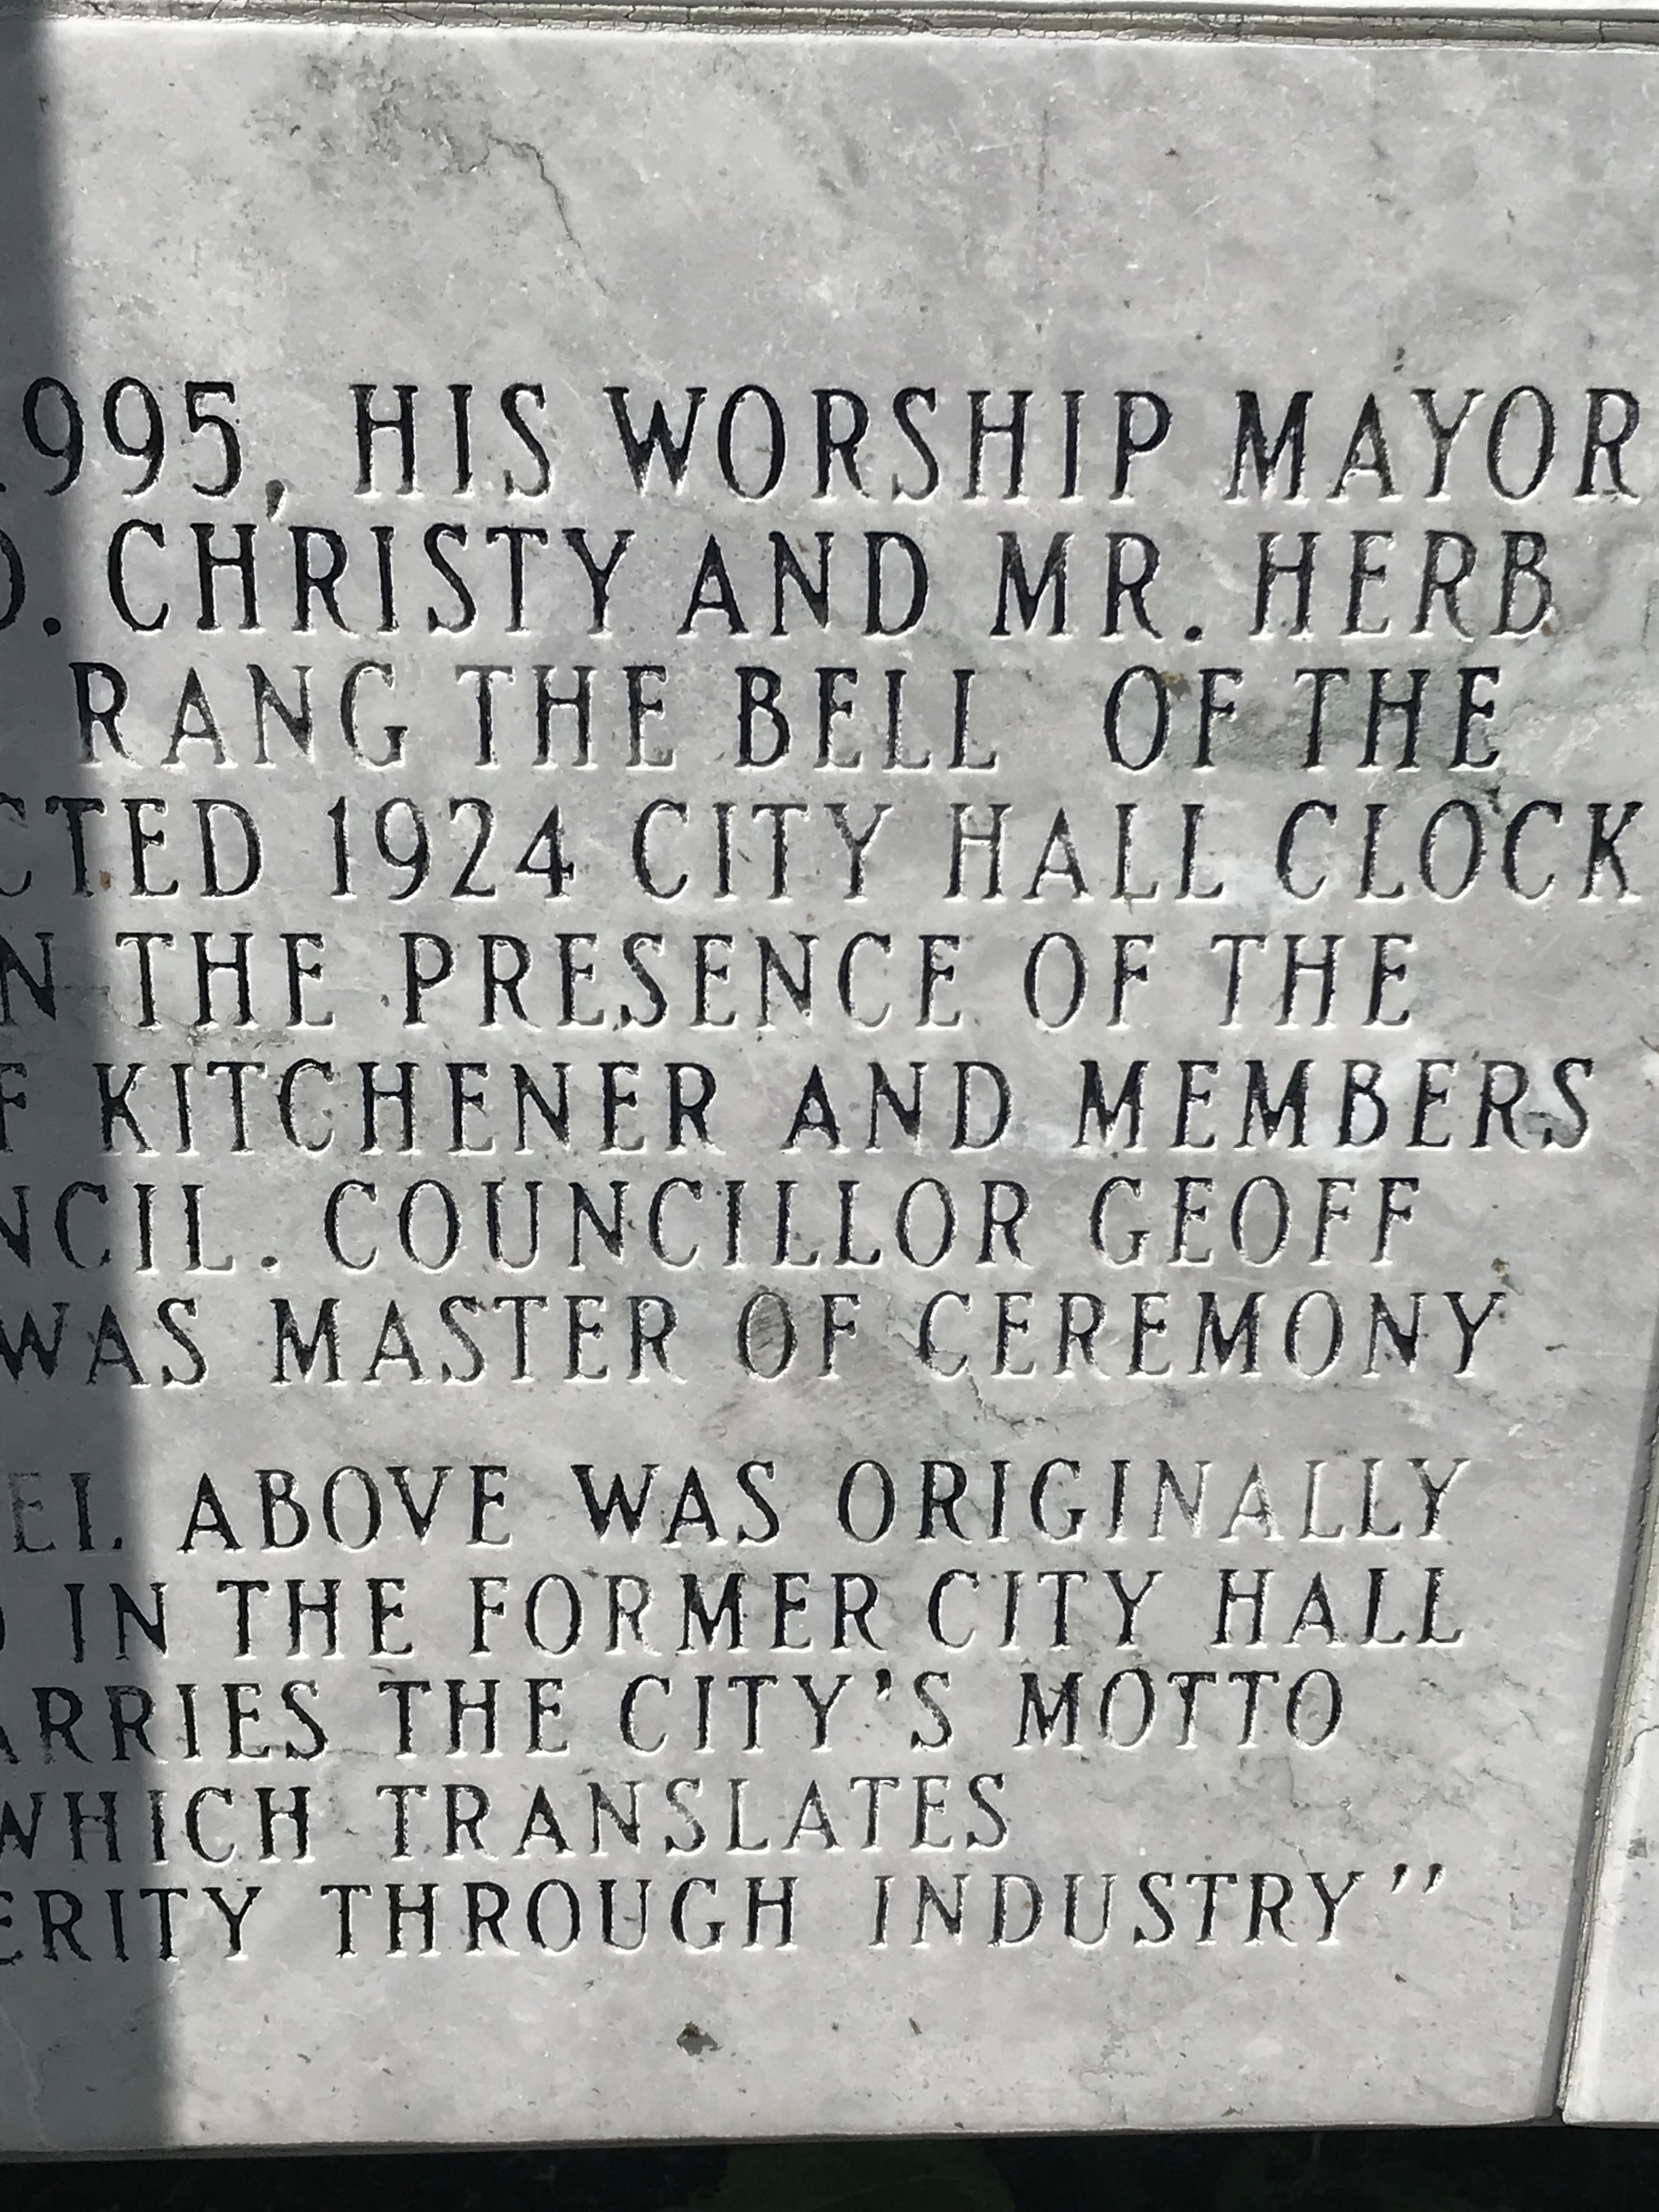 1995, HIS WORSHIP MAYOR
D. CHRISTY AND MR. HERB
RANG THE BELL OF THE
CTED 1924 CITY HALL CLOCK
N THE PRESENCE OF THE
F KITCHENER AND MEMBERS
NCIL. COUNCILLOR GEOFF
WAS MASTER OF CEREMONY
EL ABOVE WAS ORIGINALLY
IN THE FORMER CITY HALL
ARRIES THE CITY'S MOTTO
WHICH TRANSLATES
ERITY THROUGH INDUSTRY"